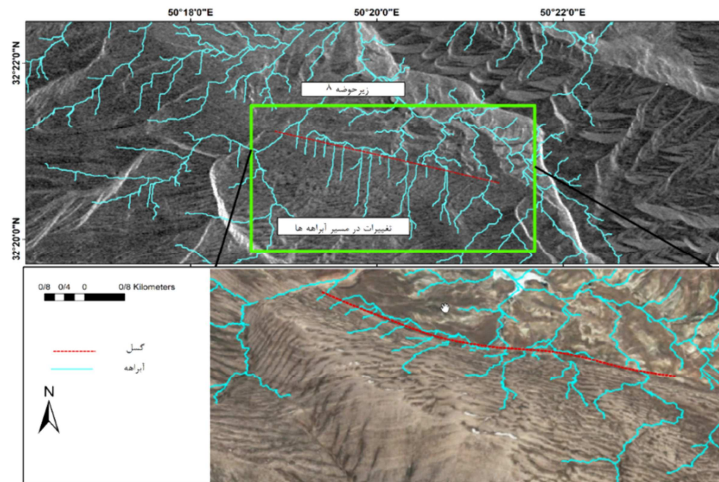 50°18'0"E 50°20'0"E 50°22'0"E
32°22'0"N
زیرحوضه ۸
32°20'0"N
تغییرات در مسیر آبراهه ها
0/8 0/4 0 0/8 Kilometers
گسل
آبراهه
N